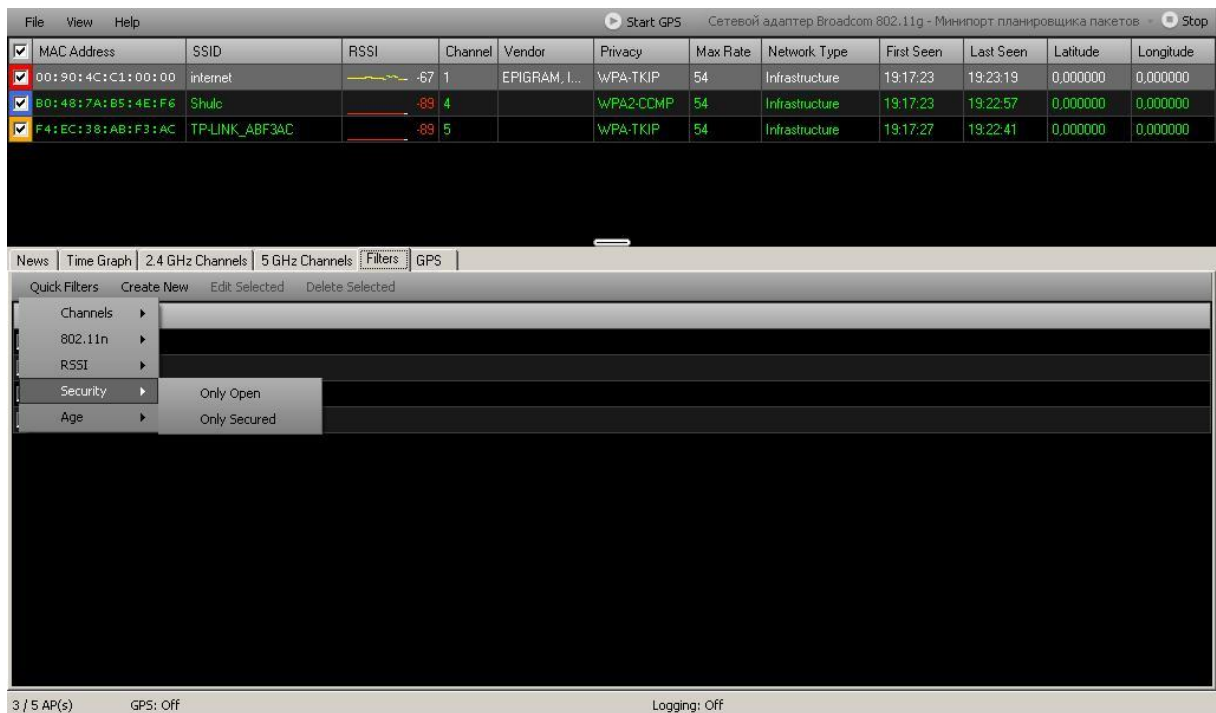 File View Help Start GPS Сетевой адаптер Broadcom 802.11g - Минипорт планировщика пакетов Stop
MAC Address SSID RSSI Channel Vendor Privacy Max Rate Network Type First Seen Last Seen Latitude Longitude
00:90:4C:C1:00:00 internet -67 1 EPIGRAM, I... WPA-TKIP 54 Infrastructure 19:17:23 19:23:19 0,000000 0,000000
B0:48:7A:B5:4E:F6 Shulc -89 4 WPA2-CCMP 54 Infrastructure 19:17:23 19:22:57 0,000000 0,000000
F4:EC:38:AB:F3:AC TP-LINK_ABF3AC -89 5 WPA-TKIP 54 Infrastructure 19:17:27 19:22:41 0,000000 0,000000
News Time Graph 2.4 GHz Channels 5 GHz Channels Filters GPS
Quick Filters Create New Edit Selected Delete Selected
Channels
802.11n
RSSI
Security Only Open
Age Only Secured
3 / 5 AP(s) GPS: Off Logging: Off